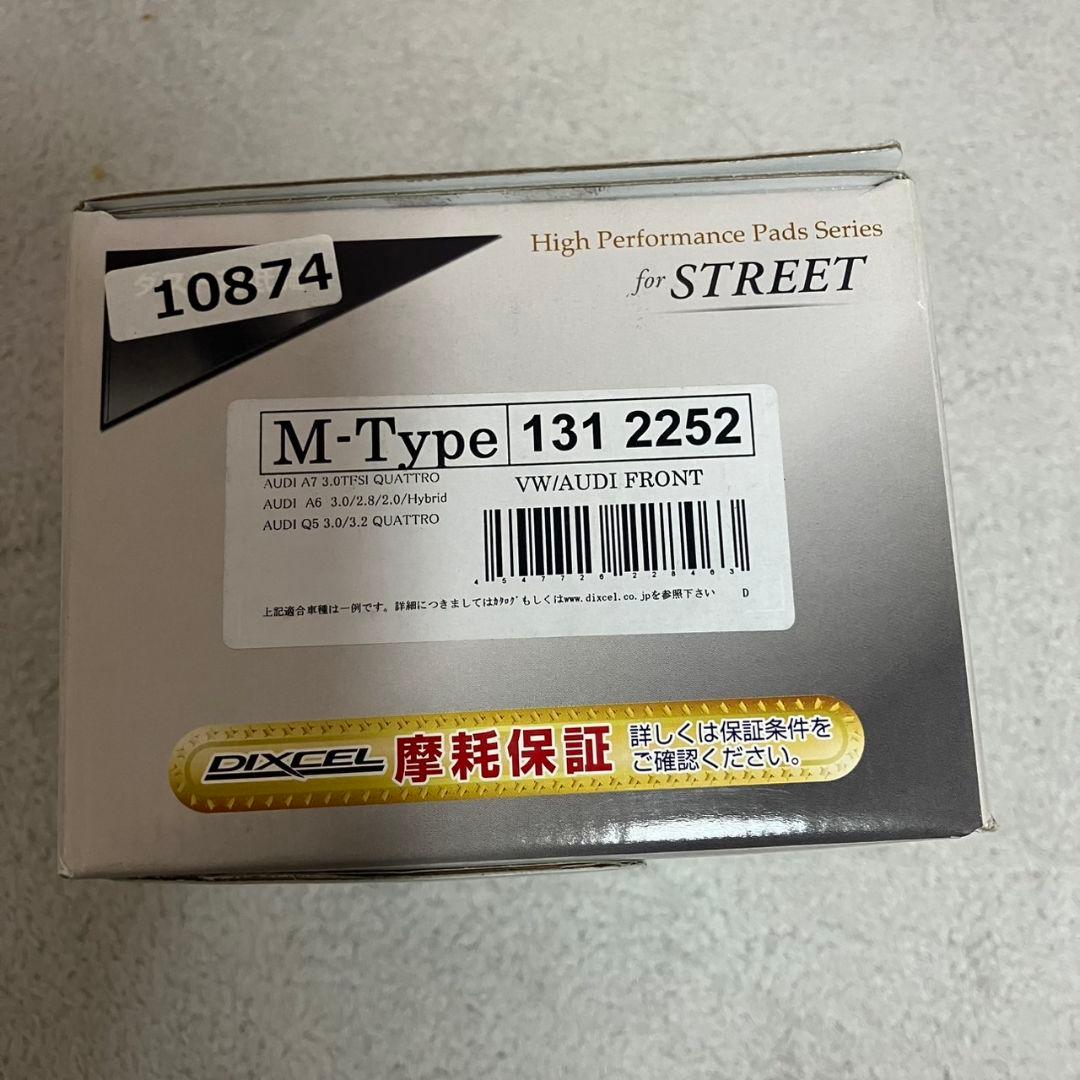 High Performance Pads Series
for STREET
10874
M-Type 131 2252
AUDI A7 3.0TFSI QUATTRO
AUDI A6 3.0/2.8/2.0/Hybrid
AUDI Q5 3.0/3.2 QUATTRO
VW/AUDI FRONT
4547726228463
上記適合車種は一例です。詳細につきましてはｶﾀﾛｸﾞもしくはwww.dixcel.co.jpを参照下さい D
DIXCEL 摩耗保証
詳しくは保証条件を
ご確認ください。